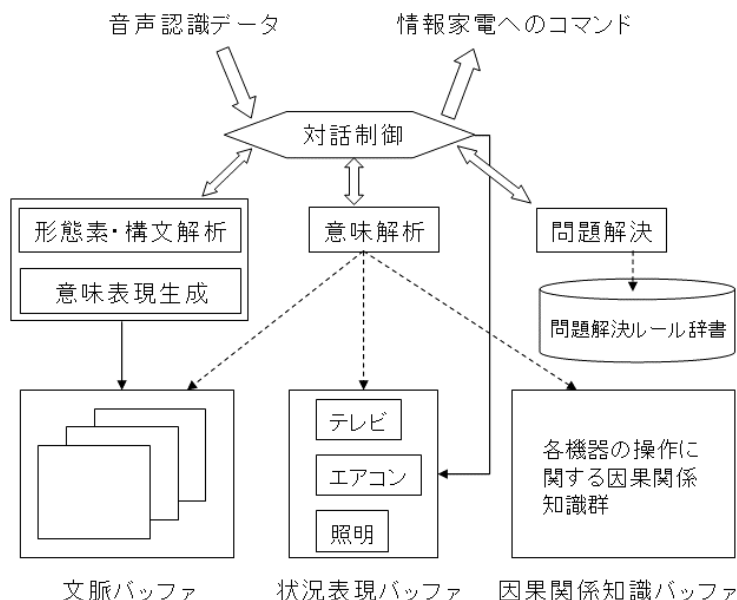 音声認識データ
情報家電へのコマンド
対話制御
形態素・構文解析
意味表現生成
意味解析
問題解決
問題解決ルール辞書
テレビ
エアコン
照明
各機器の操作に
関する因果関係
知識群
文脈バッファ
状況表現バッファ
因果関係知識バッファ